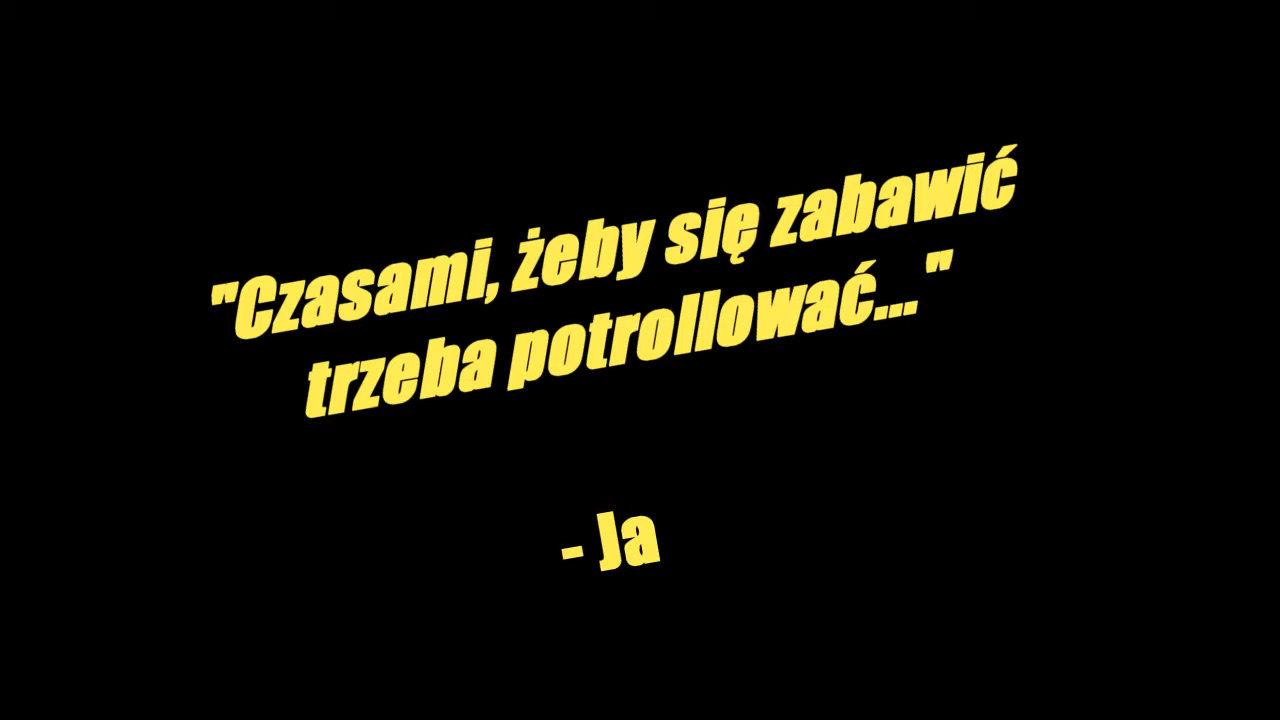 "Czasami, żeby się zabawić
trzeba potrollować..."
- Ja